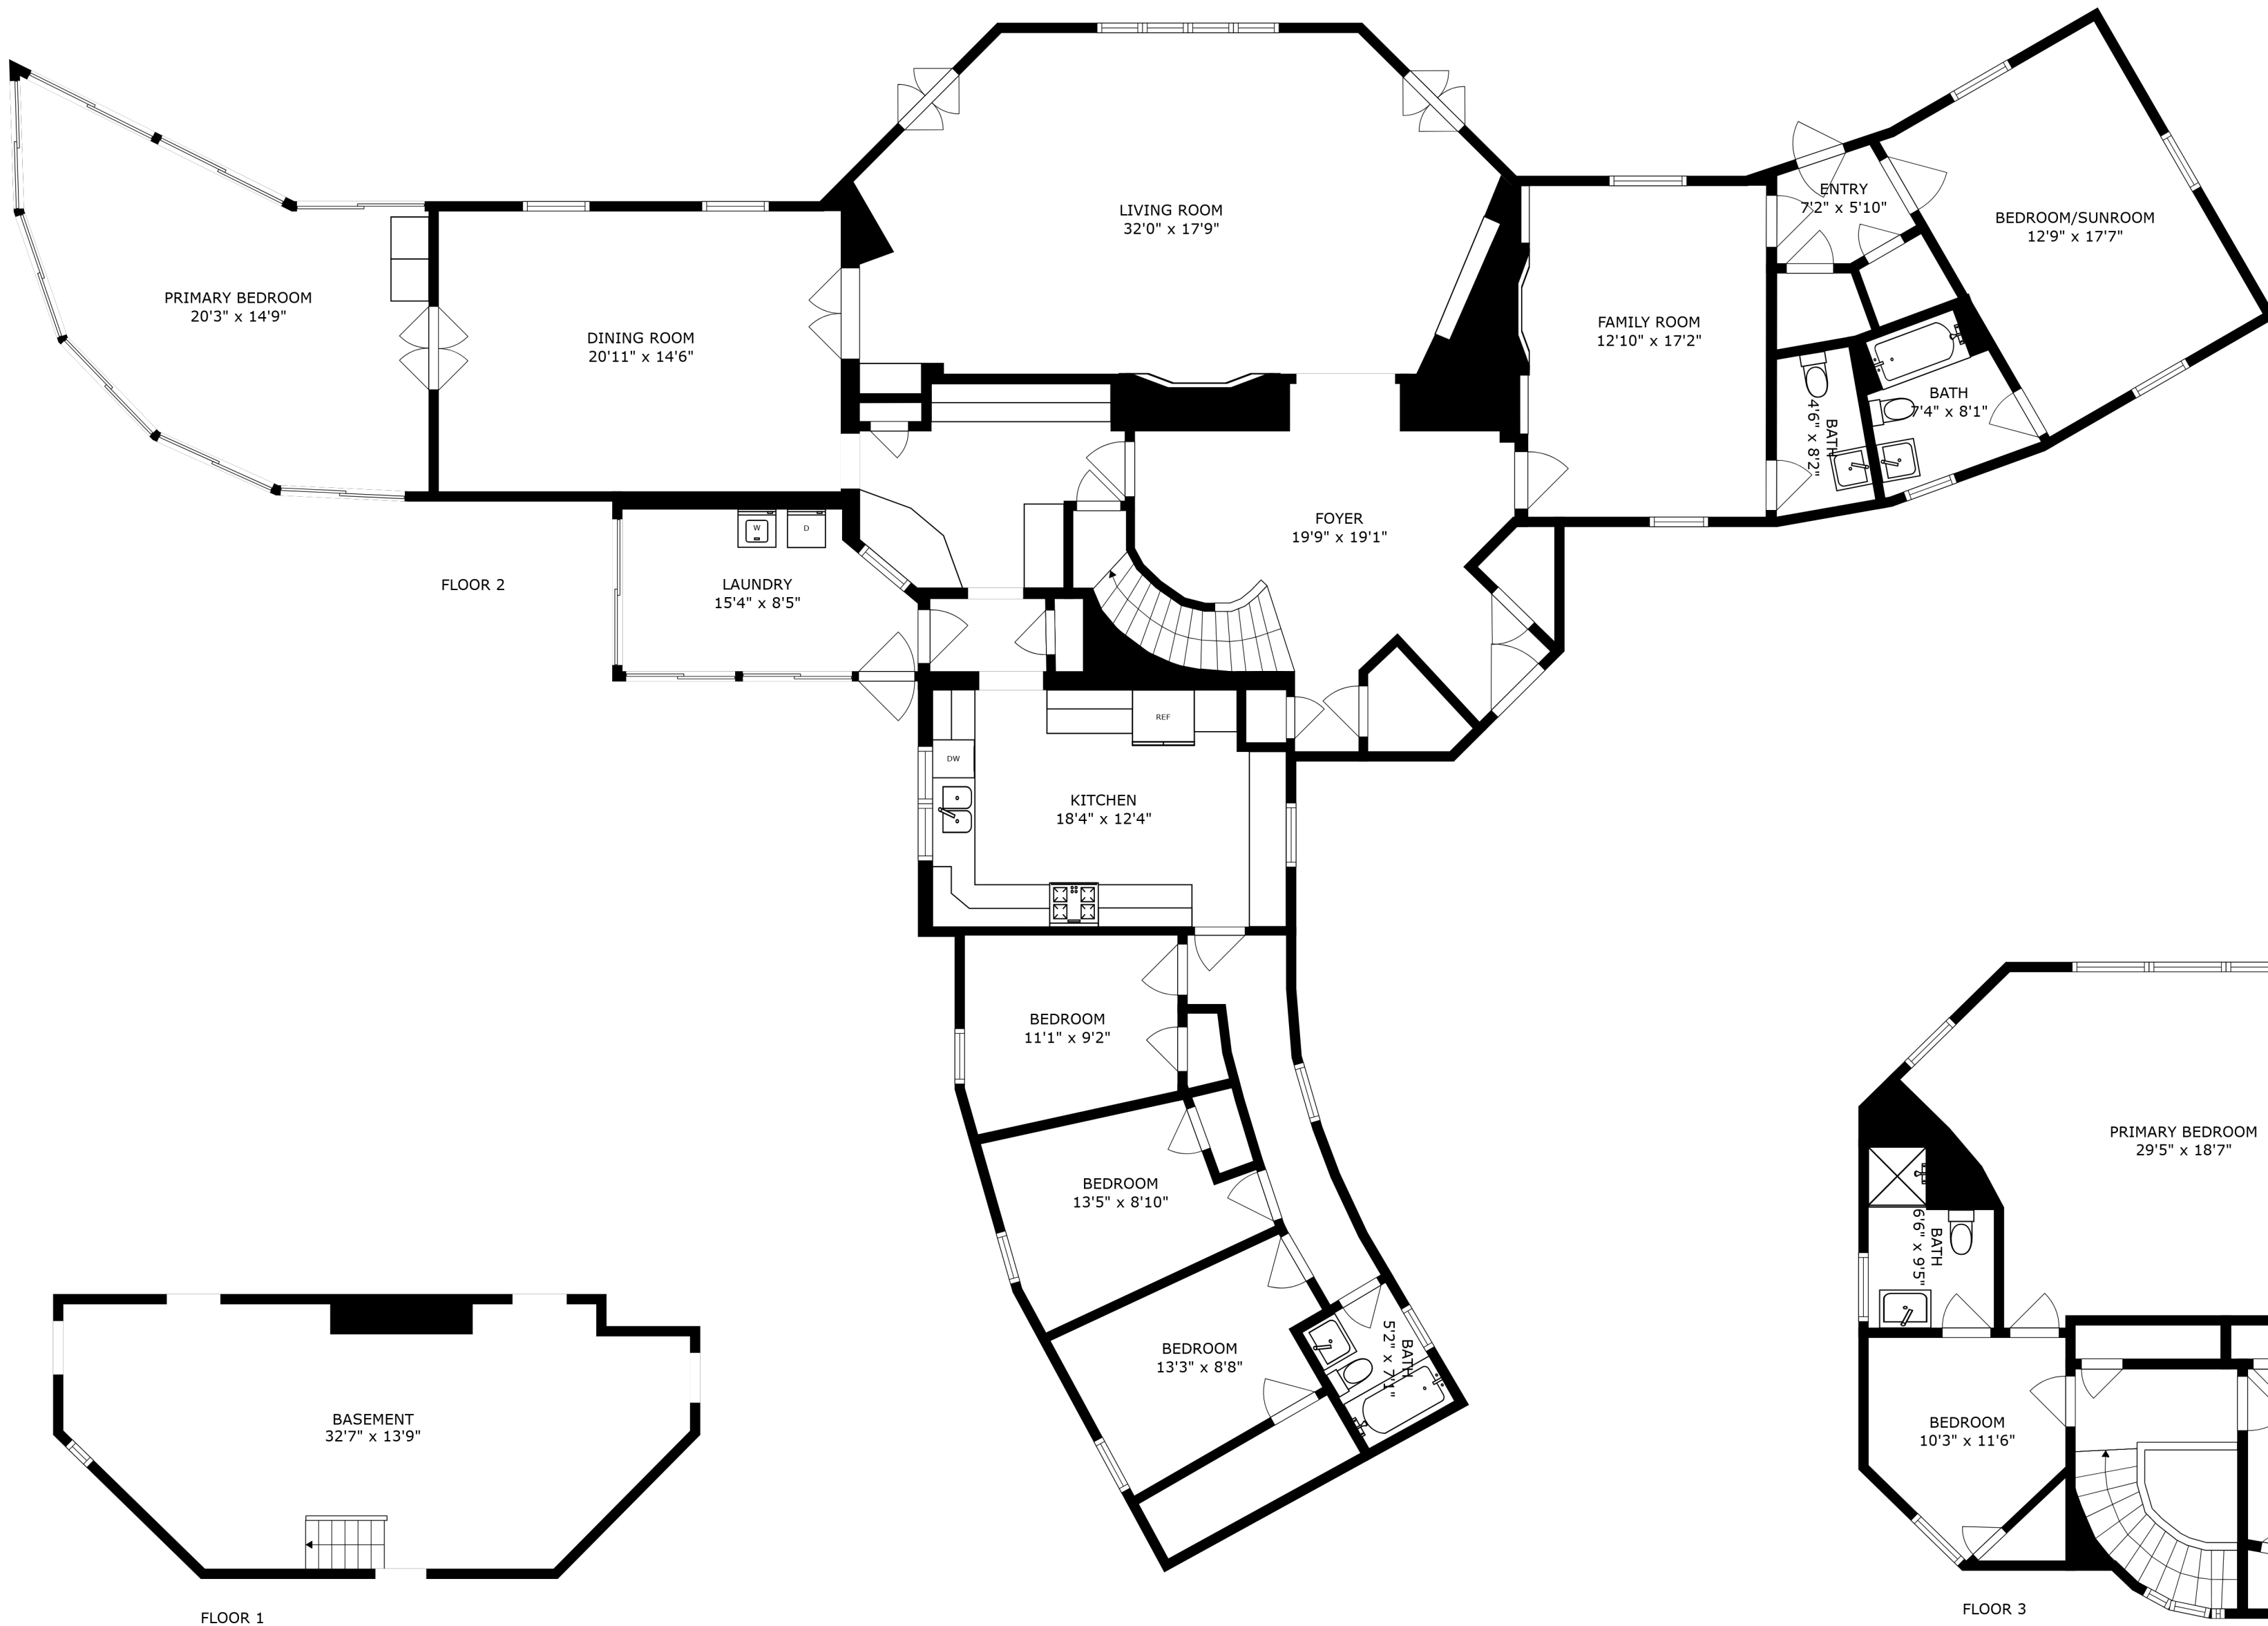 LIVING ROOM
32'0" x 17'9"
ENTRY
7'2" x 5'10"
BEDROOM/SUNROOM
12'9" x 17'7"
PRIMARY BEDROOM
20'3" x 14'9"
DINING ROOM
20'11" x 14'6"
FAMILY ROOM
12'10" x 17'2"
BATH
7'4" x 8'1"
BATH
4'6" x 8'2"
FOYER
19'9" x 19'1"
W
D
LAUNDRY
15'4" x 8'5"
FLOOR 2
REF
DW
KITCHEN
18'4" x 12'4"
BEDROOM
11'1" x 9'2"
BEDROOM
13'5" x 8'10"
BEDROOM
13'3" x 8'8"
BATH
5'2" x 7'1"
PRIMARY BEDROOM
29'5" x 18'7"
BATH
6'6" x 9'5"
BEDROOM
10'3" x 11'6"
FLOOR 3
BASEMENT
32'7" x 13'9"
FLOOR 1